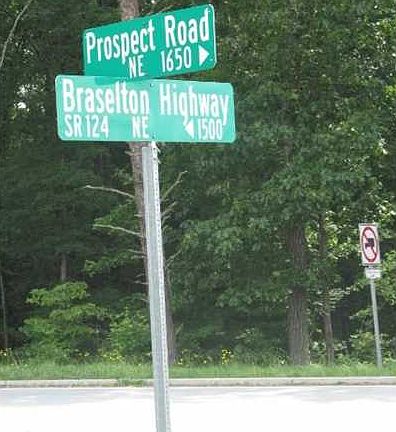 Prospect Road
NE 1650
Braselton Highway
SR 124 NE 1500